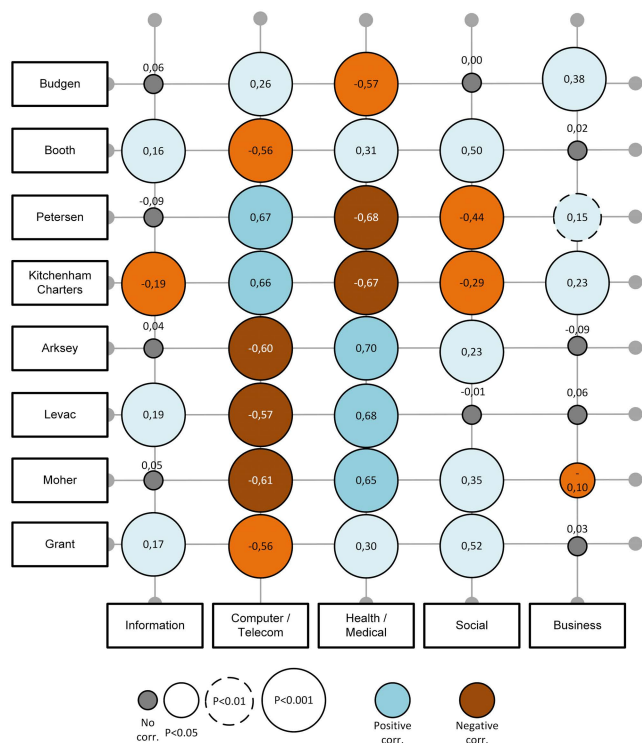 0,06
0,00
Budgen
0,26
-0,57
0,38
0,02
Booth
0,16
-0,56
0,31
0,50
-0,09
Petersen
0,67
-0,68
-0,44
0,15
Kitchenham
Charters
-0,19
0,66
-0,67
-0,29
0,23
0,04
-0,09
Arksey
-0,60
0,70
0,23
-0,01
0,06
Levac
0,19
-0,57
0,68
0,05
Moher
-0,61
0,65
0,35
-
0,10
0,03
Grant
0,17
-0,56
0,30
0,52
Information
Computer /
Telecom
Health /
Medical
Social
Business
P<0.01
P<0.001
No
corr.
P<0.05
Positive
corr.
Negative
corr.